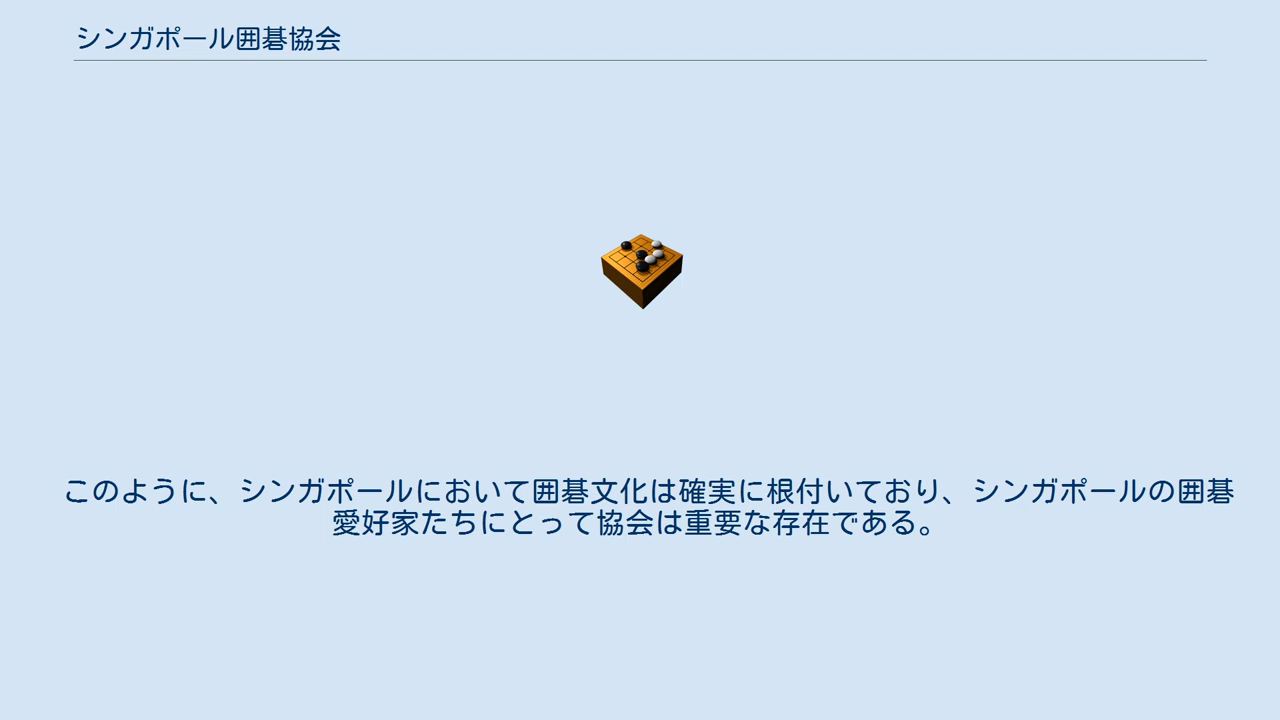 シンガポール囲碁協会
このように、シンガポールにおいて囲碁文化は確実に根付いており、シンガポールの囲碁
愛好家たちにとって協会は重要な存在である。